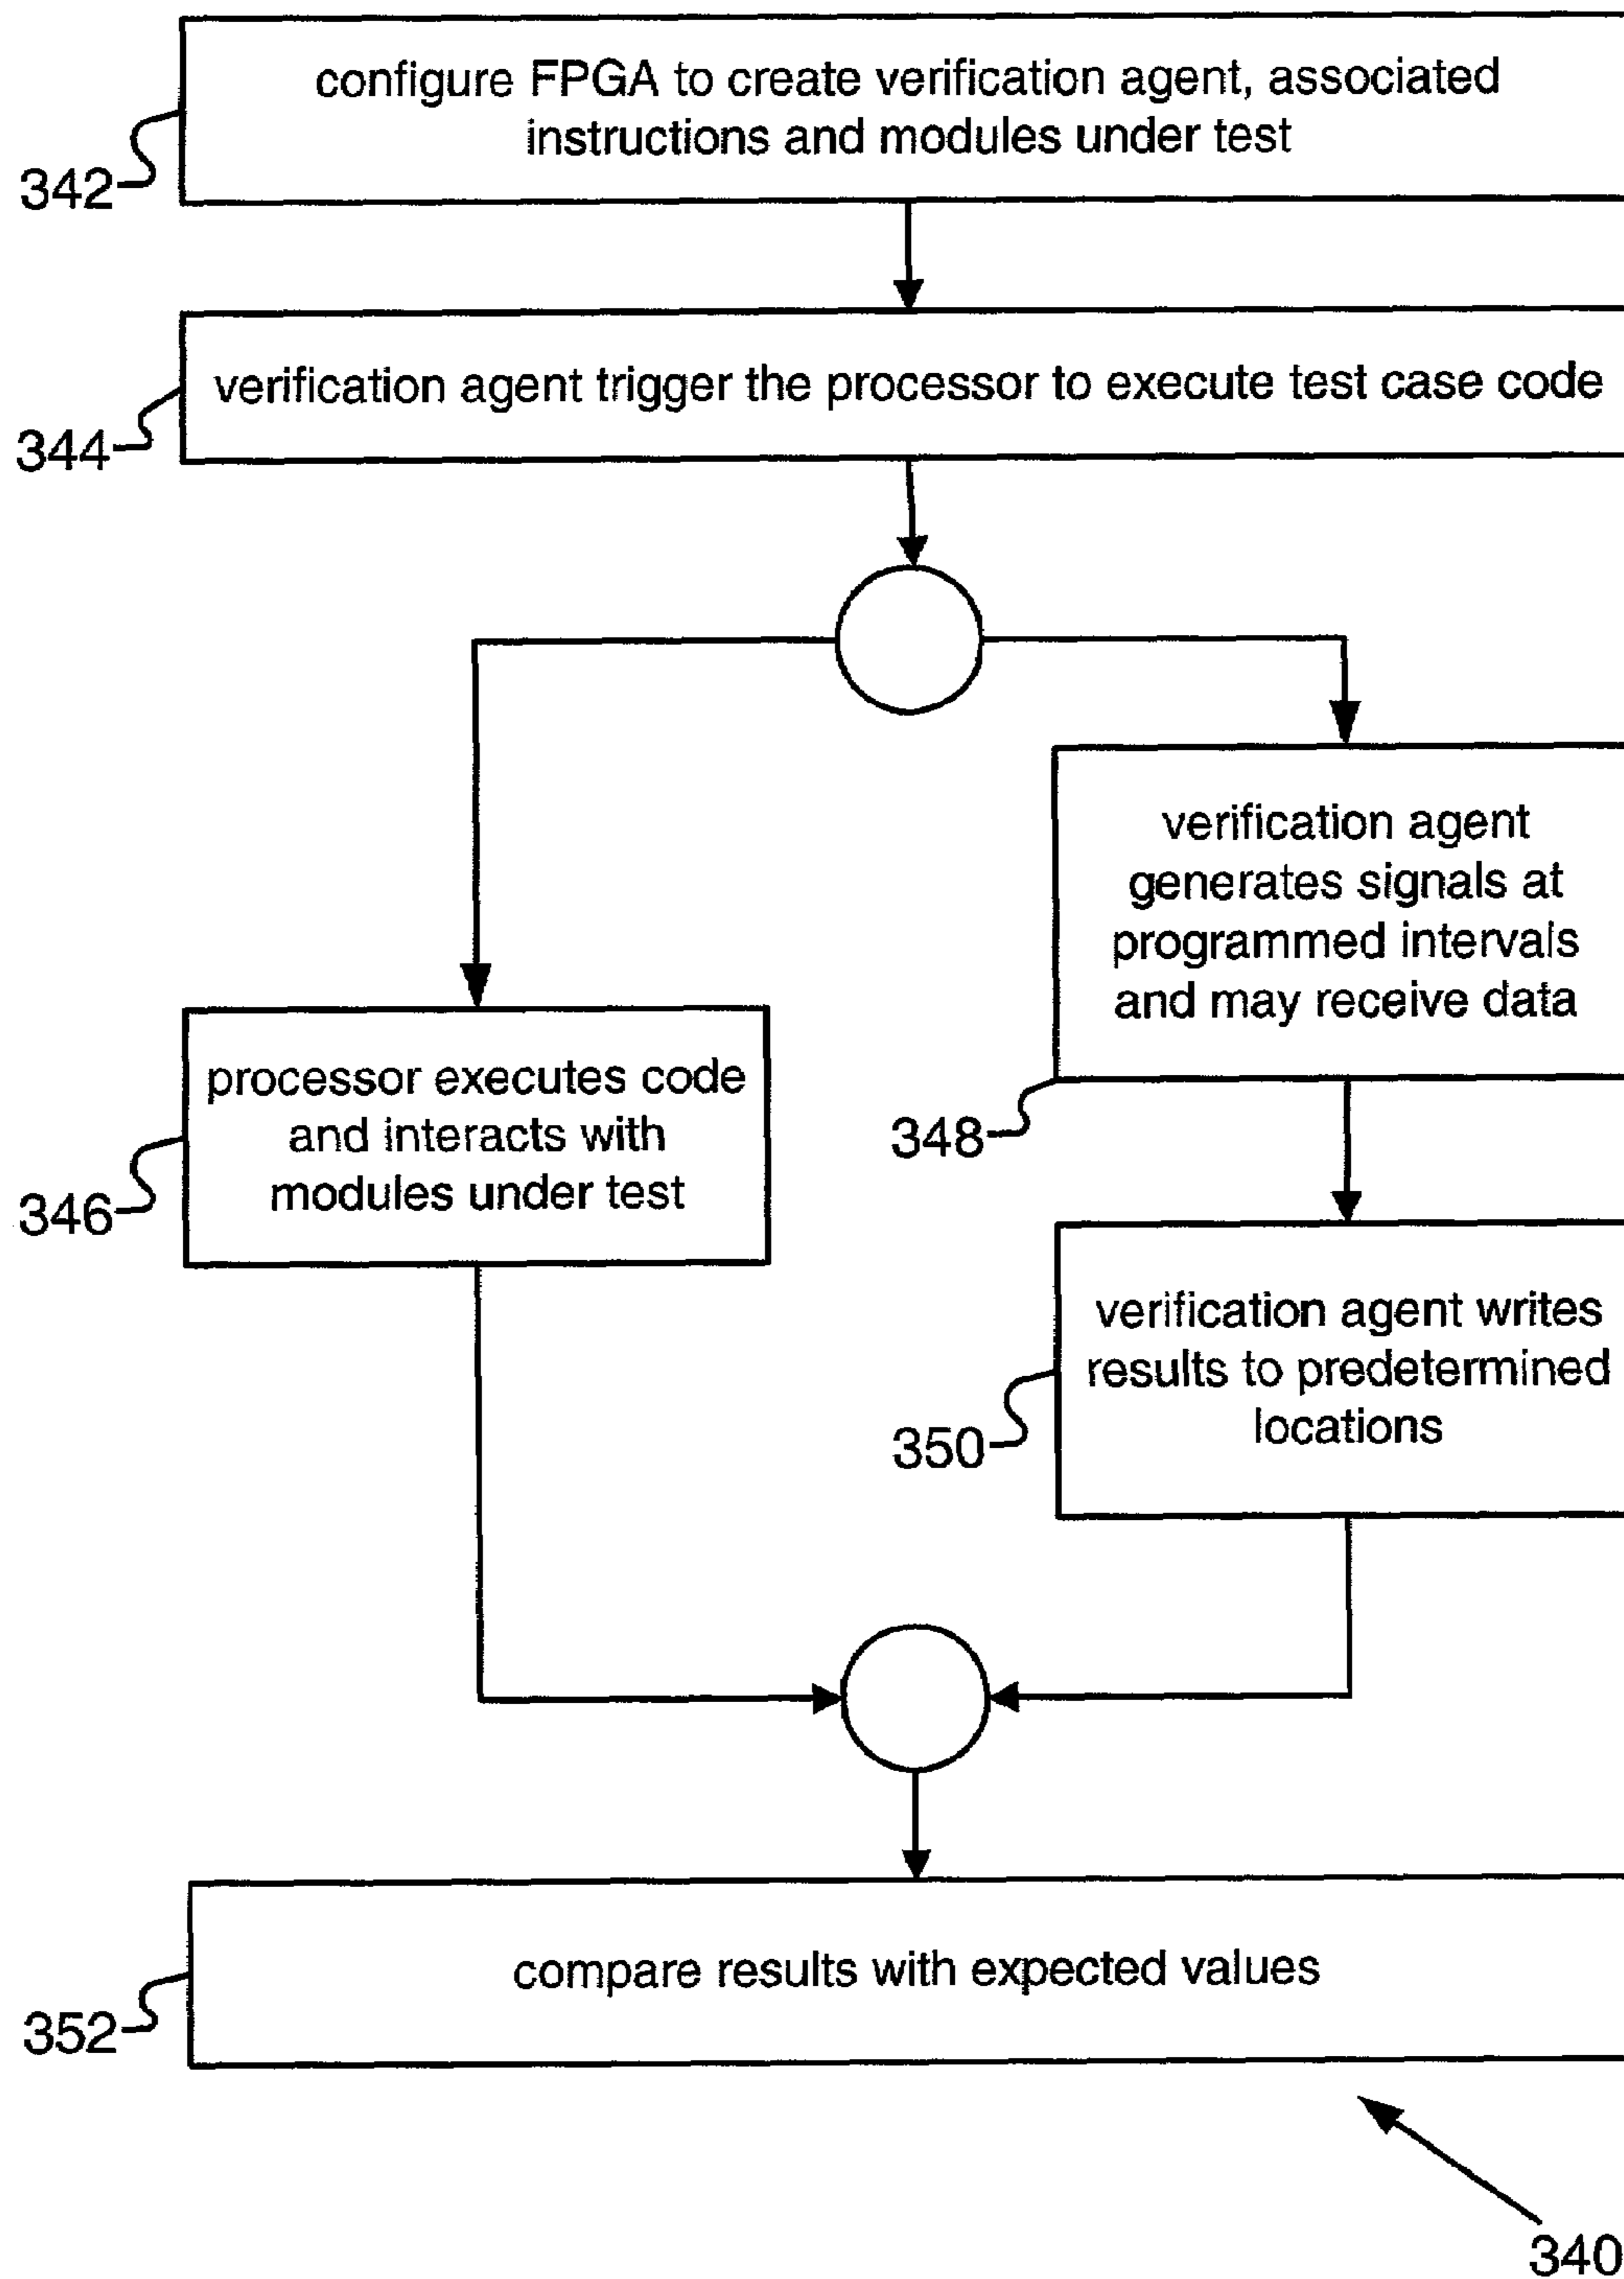 configure FPGA to create verification agent, associated
instructions and modules under test
342
verification agent trigger the processor to execute test case code
344
verification agent
generates signals at
programmed intervals
and may receive data
348
processor executes code
and interacts with
modules under test
346
verification agent writes
results to predetermined
locations
350
compare results with expected values
352
340